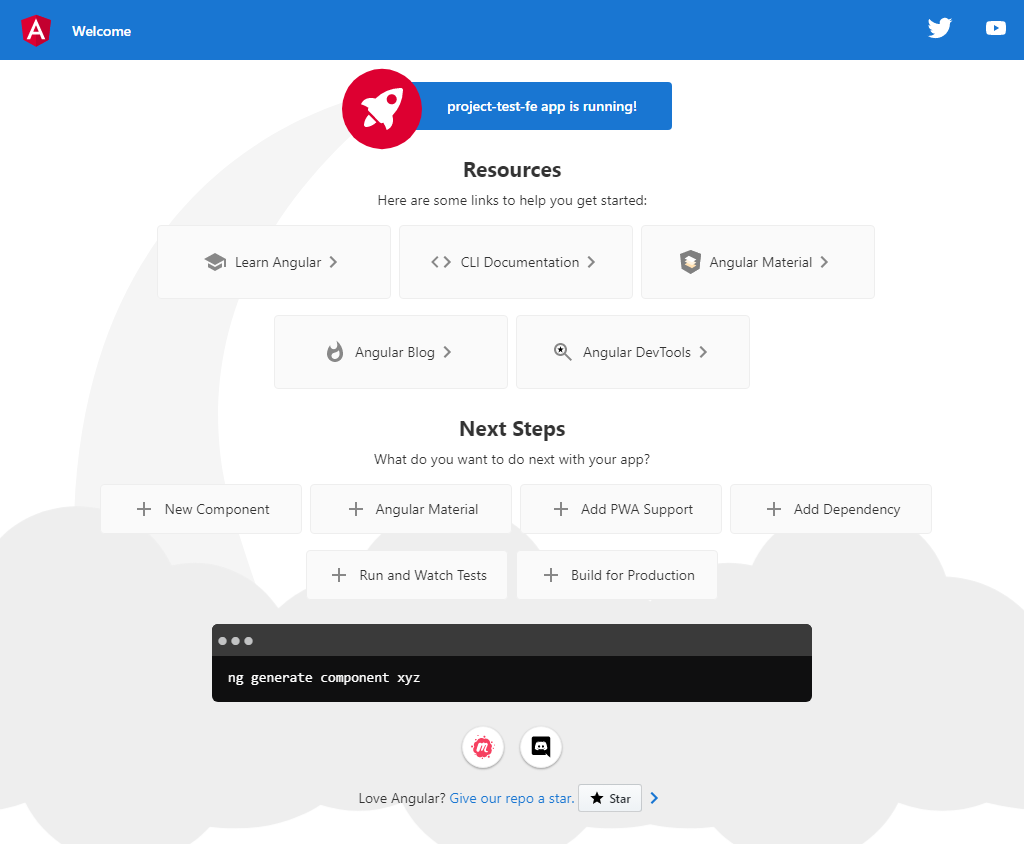 Welcome
project-test-fe app is running!
Resources
Here are some links to help you get started:
Learn Angular
CLI Documentation
Angular Material
Angular Blog
Angular DevTools
Next Steps
What do you want to do next with your app?
New Component
Angular Material
Add PWA Support
Add Dependency
Run and Watch Tests
Build for Production
ng generate component xyz
Love Angular? Give our repo a star. Star